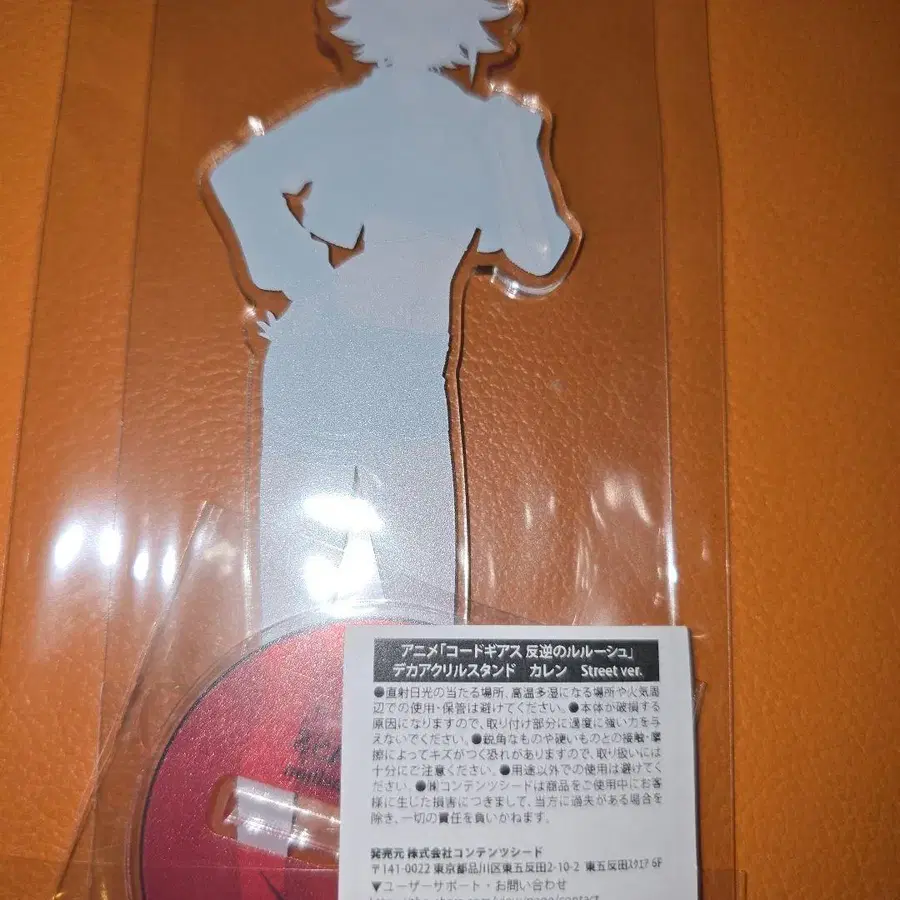 アニメ「コードギアス 反逆のルルーシュ」
デカアクリルスタンド カレン Street ver.
●直射日光の当たる場所、高温多湿になる場所や火気周
辺での使用・保管は避けてください。●本体が破損する
原因になりますので、取り付け部分に過度に強い力を与
えないでください。●鋭角なものや硬いものとの接触・摩
擦によってキズがつく恐れがありますので、取り扱いには
十分にご注意ください。●用途以外での使用は避けてく
ださい。●㈱コンテンツシードは商品をご使用中にお客
様に生じた損害につきまして、当方に過失がある場合を
除き、一切の責任を負いかねます。
発売元 株式会社コンテンツシード
〒141-0022 東京都品川区東五反田2-10-2 東五反田ｽｸｴｱ 6F
▼ユーザーサポート・お問い合わせ